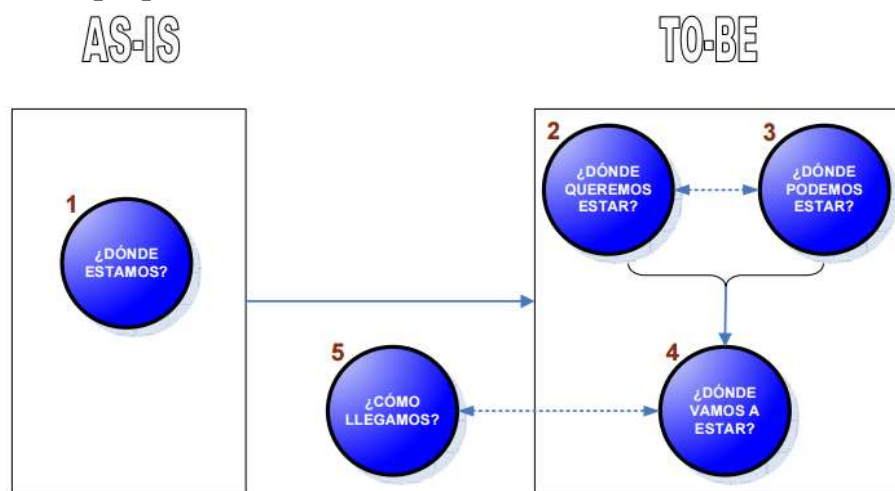 AS-IS
TO-BE
1
¿DÓNDE
ESTAMOS?
2
¿DÓNDE
QUEREMOS
ESTAR?
3
¿DÓNDE
PODEMOS
ESTAR?
4
¿DÓNDE
VAMOS A
ESTAR?
5
¿CÓMO
LLEGAMOS?